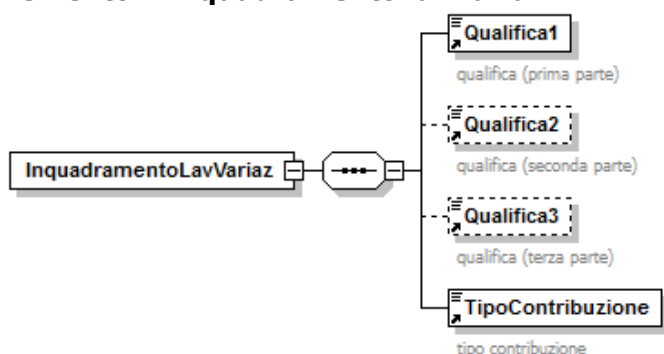 Qualifica1
qualifica (prima parte)
Qualifica2
qualifica (seconda parte)
InquadramentoLavVariaz
Qualifica3
qualifica (terza parte)
TipoContribuzione
tipo contribuzione